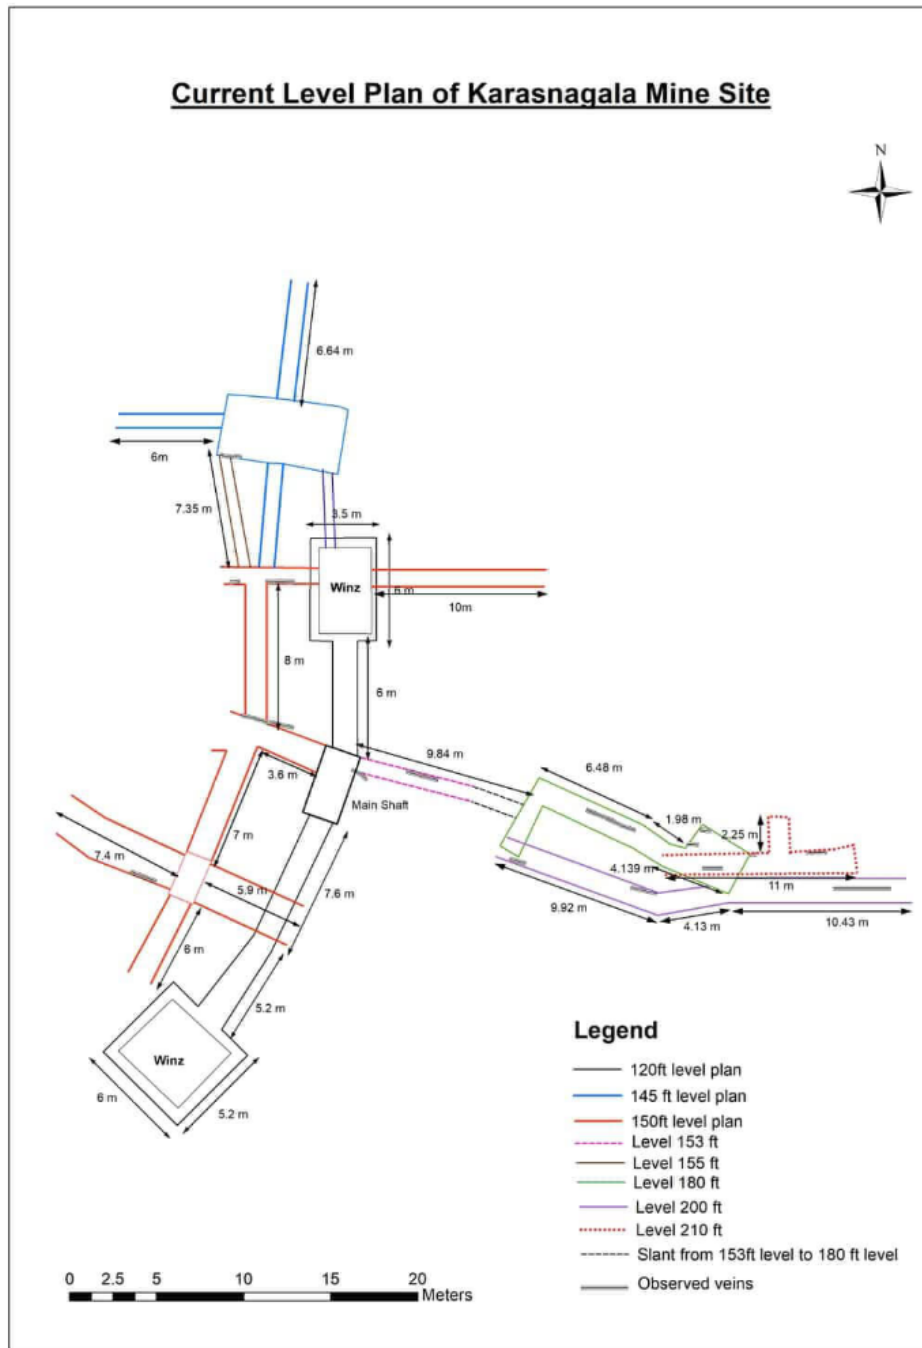 Current Level Plan of Karasnagala Mine Site
N
6.64 m
6m
7.35 m
3.5 m
Winz
6 m
10m
8 m
6 m
9.84 m
3.6 m
Main Shaft
6.48 m
1.98 m
2.25 m
7 m
7.4 m
5.9 m
7.6 m
4.139 m
11 m
9.92 m
4.13 m
10.43 m
6 m
5.2 m
Winz
6 m
5.2 m
Legend
120ft level plan
145 ft level plan
150ft level plan
Level 153 ft
Level 155 ft
Level 180 ft
Level 200 ft
Level 210 ft
Slant from 153ft level to 180 ft level
Observed veins
0 2.5 5 10 15 20
Meters